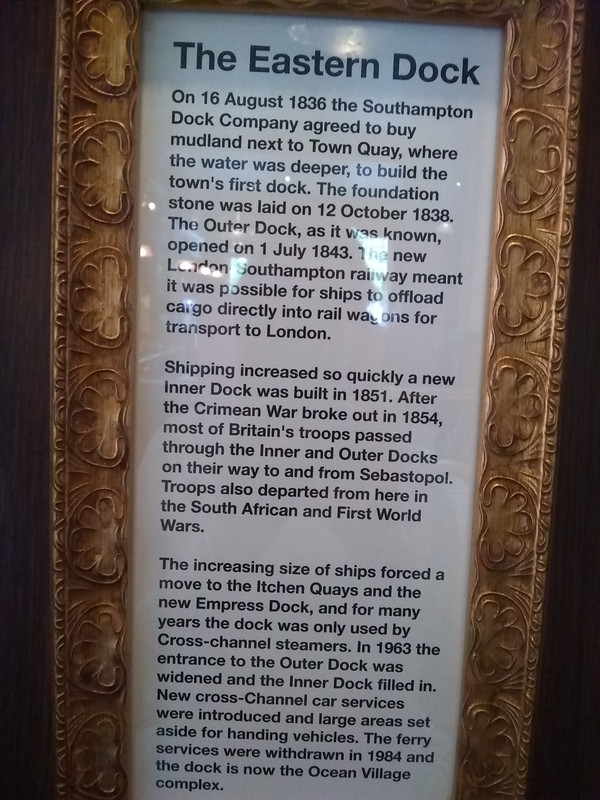 The Eastern Dock
On 16 August 1836 the Southampton
Dock Company agreed to buy
mudland next to Town Quay, where
the water was deeper, to build the
town's first dock. The foundation
stone was laid on 12 October 1838.
The Outer Dock, as it was known,
opened on 1 July 1843. The new
London-Southampton railway meant
it was possible for ships to offload
cargo directly into rail wagons for
transport to London.
Shipping increased so quickly a new
Inner Dock was built in 1851. After
the Crimean War broke out in 1854,
most of Britain's troops passed
through the Inner and Outer Docks
on their way to and from Sebastopol.
Troops also departed from here in
the South African and First World
Wars.
The increasing size of ships forced a
move to the Itchen Quays and the
new Empress Dock, and for many
years the dock was only used by
Cross-channel steamers. In 1963 the
entrance to the Outer Dock was
widened and the Inner Dock filled in.
New cross-Channel car services
were introduced and large areas set
aside for handing vehicles. The ferry
services were withdrawn in 1984 and
the dock is now the Ocean Village
complex.